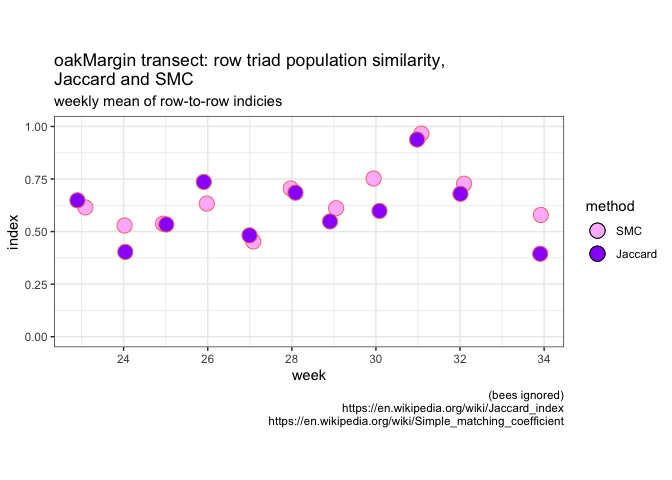 oakMargin transect: row triad population similarity,
Jaccard and SMC
weekly mean of row-to-row indicies
1.00
0.75
0.50
0.25
0.00
index
24 26 28 30 32 34
week
method
SMC
Jaccard
(bees ignored)
https://en.wikipedia.org/wiki/Jaccard_index
https://en.wikipedia.org/wiki/Simple_matching_coefficient